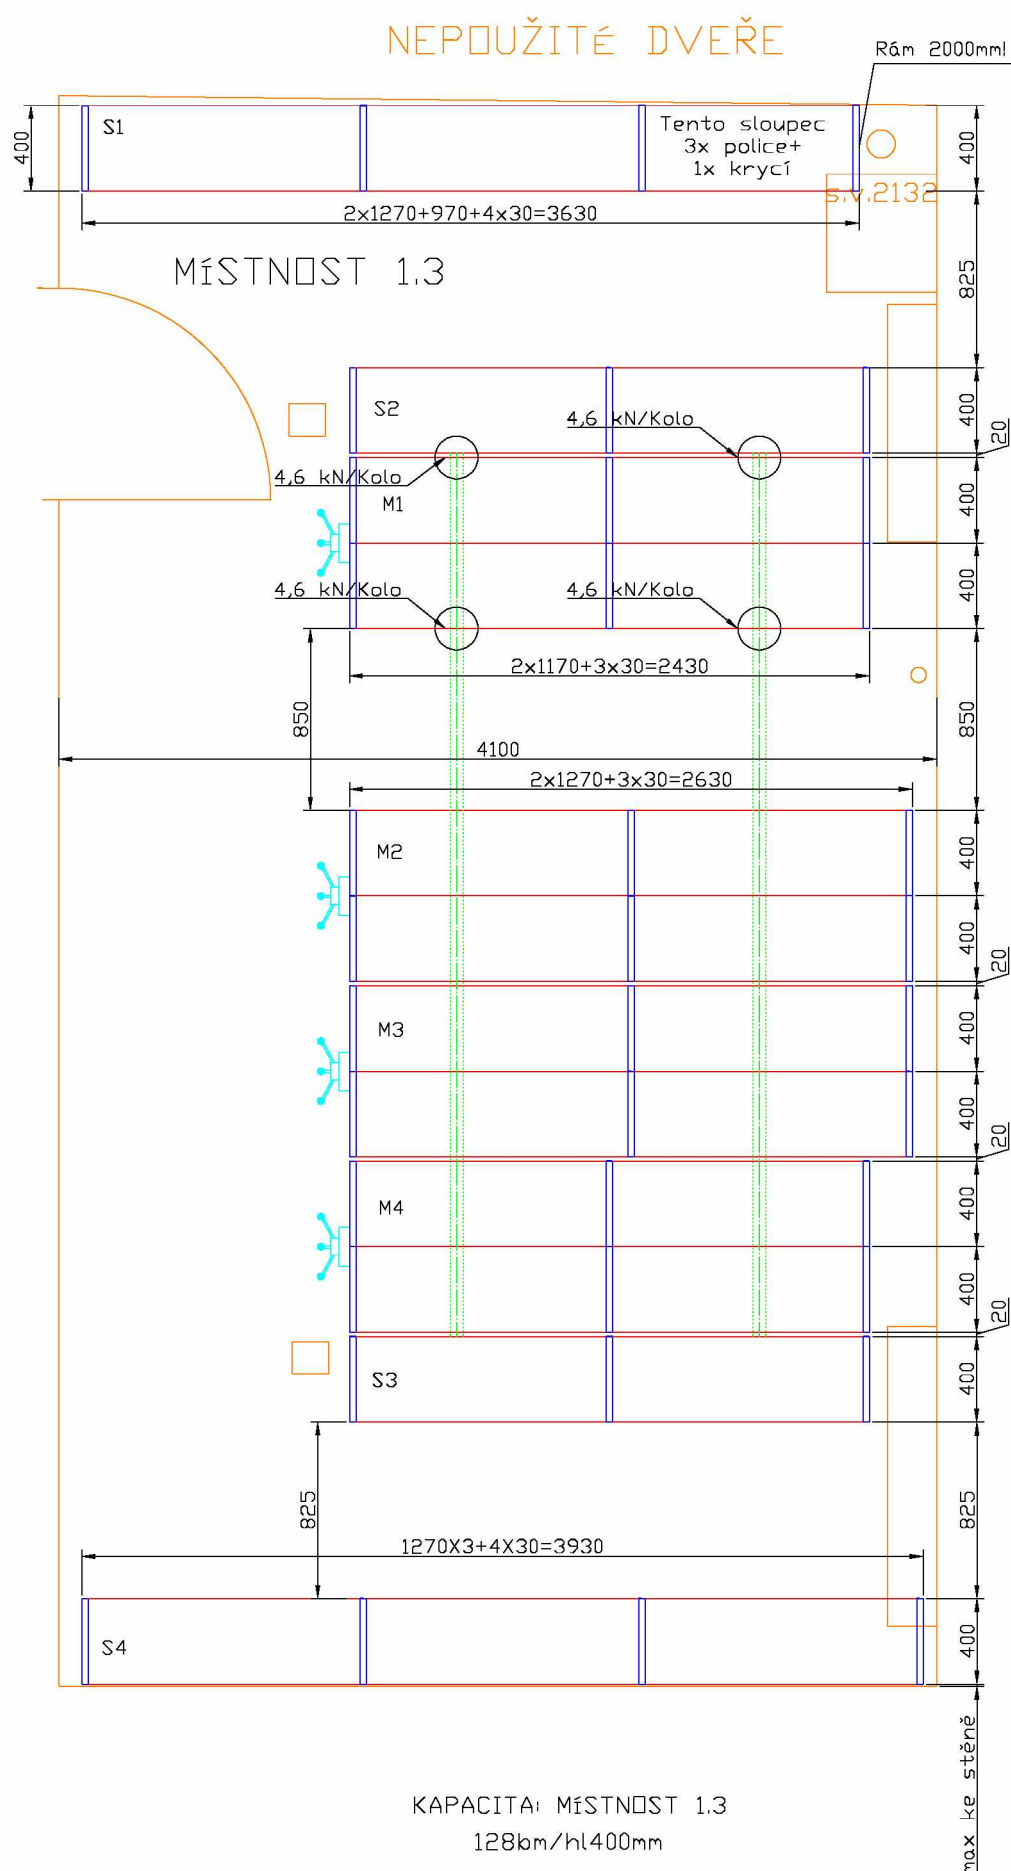 NEPOUŽITÉ DVEŘE
Rám 2000mm!
S1
Tento sloupec
3x police+
1x krycí
400
400
s.v.2132
2x1270+970+4x30=3630
MÍSTNOST 1.3
825
S2
4,6 kN/Kolo
400
20
4,6 kN/Kolo
M1
400
400
4,6 kN/Kolo
4,6 kN/Kolo
2x1170+3x30=2430
850
850
4100
2x1270+3x30=2630
M2
400
400
20
M3
400
400
20
M4
400
400
20
S3
400
825
825
1270X3+4X30=3930
S4
400
max ke stěně
KAPACITA: MÍSTNOST 1.3
128bm/hl400mm